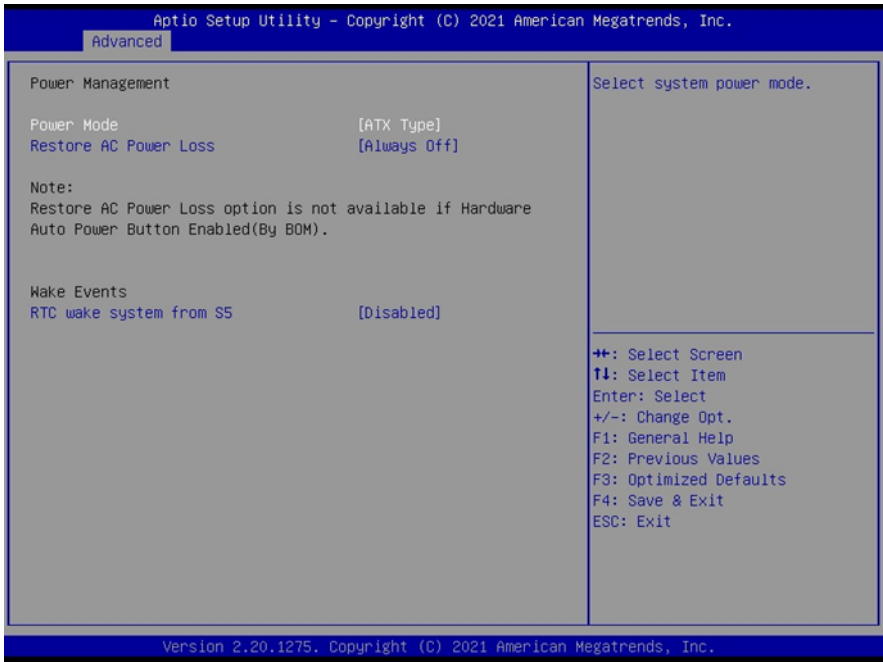 Aptio Setup Utility – Copyright (C) 2021 American Megatrends, Inc.
Advanced
Power Management
Power Mode [ATX Type]
Restore AC Power Loss [Always Off]
Note:
Restore AC Power Loss option is not available if Hardware
Auto Power Button Enabled(By BOM).
Wake Events
RTC wake system from S5 [Disabled]
Select system power mode.
→←: Select Screen
↑↓: Select Item
Enter: Select
+/-: Change Opt.
F1: General Help
F2: Previous Values
F3: Optimized Defaults
F4: Save & Exit
ESC: Exit
Version 2.20.1275. Copyright (C) 2021 American Megatrends, Inc.